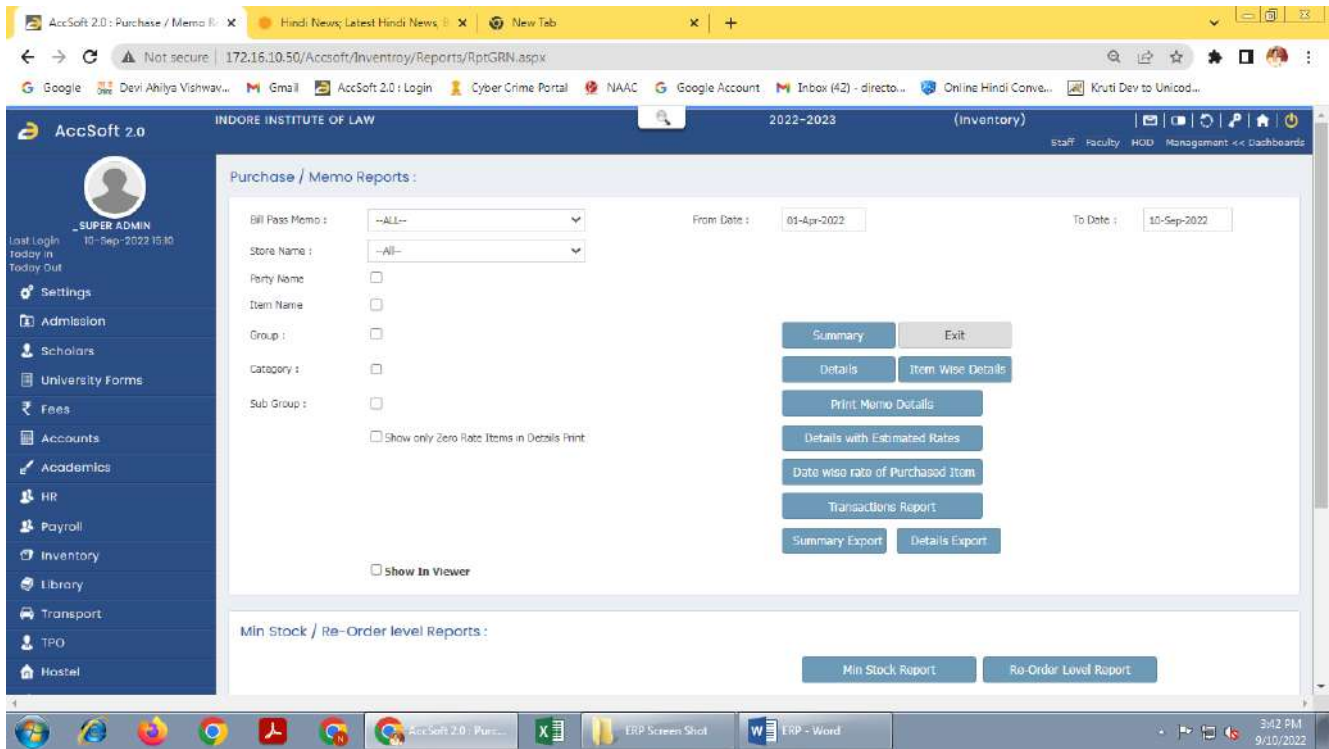 AccSoft 2.0 : Purchase / Memo R
Hindi News; Latest Hindi News,
New Tab
Not secure
172.16.10.50/Accsoft/Inventroy/Reports/RptGRN.aspx
Google
Devi Ahilya Vishwav...
Gmail
AccSoft 2.0 : Login
Cyber Crime Portal
NAAC
Google Account
Inbox (42) - directo...
Online Hindi Conve...
Kruti Dev to Unicod...
AccSoft 2.0
INDORE INSTITUTE OF LAW
2022-2023
(Inventory)
Staff Faculty HOD Management << Dashboards
_SUPER ADMIN
Last Login 10-Sep-2022 15:10
Today In
Today Out
Settings
Admission
Scholars
University Forms
Fees
Accounts
Academics
HR
Payroll
Inventory
Library
Transport
TPO
Hostel
Purchase / Memo Reports :
Bill Pass Memo : --ALL-- From Date : 01-Apr-2022 To Date : 10-Sep-2022
Store Name : --All--
Party Name
Item Name
Group : Summary Exit
Category : Details Item Wise Details
Sub Group : Print Memo Details
Show only Zero Rate Items in Details Print Details with Estimated Rates
Date wise rate of Purchased Item
Transactions Report
Summary Export Details Export
Show In Viewer
Min Stock / Re-Order level Reports :
Min Stock Report Re-Order Level Report
AccSoft 2.0 : Purc...
ERP Screen Shot
ERP - Word
3:42 PM
9/10/2022